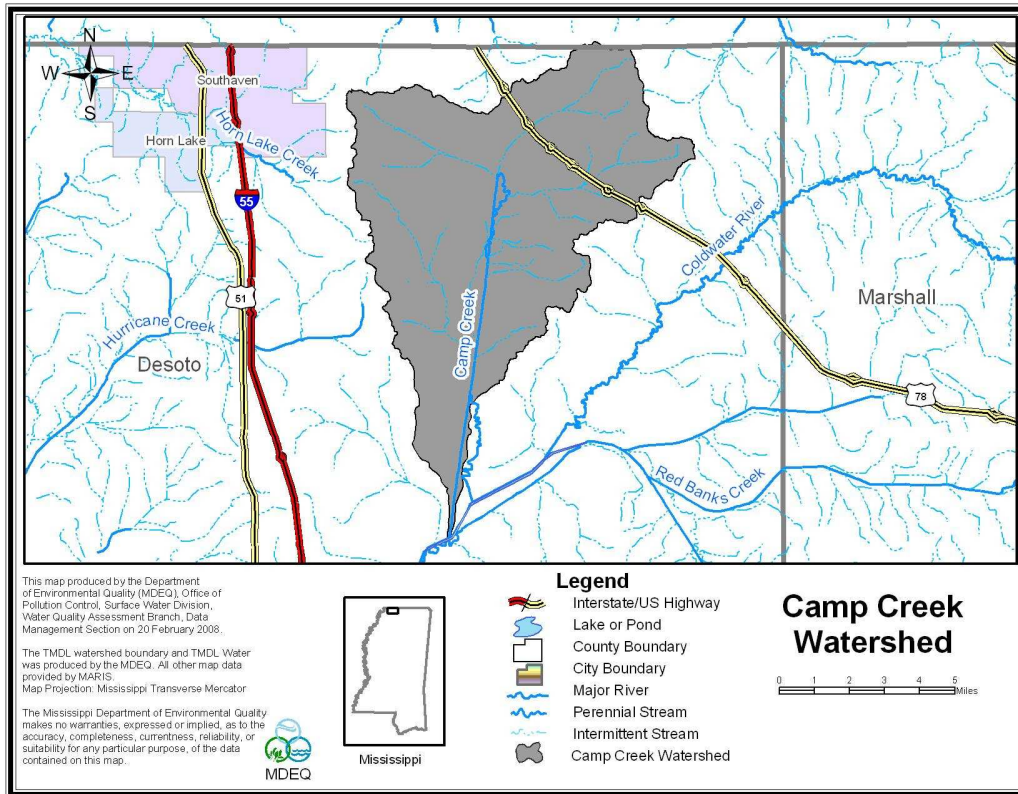 N
W E
S
Southaven
Horn Lake
Horn Lake Creek
55
51
Hurricane Creek
Desoto
Camp Creek
Coldwater River
Marshall
78
Red Banks Creek
This map produced by the Department
of Environmental Quality (MDEQ), Office of
Pollution Control, Surface Water Division,
Water Quality Assessment Branch, Data
Management Section on 20 February 2008.
The TMDL watershed boundary and TMDL Water
was produced by the MDEQ. All other map data
provided by MARIS.
Map Projection: Mississippi Transverse Mercator
The Mississippi Department of Environmental Quality
makes no warranties, expressed or implied, as to the
accuracy, completeness, currentness, reliability, or
suitability for any particular purpose, of the data
contained on this map.
MDEQ
Mississippi
Legend
Interstate/US Highway
Lake or Pond
County Boundary
City Boundary
Major River
Perennial Stream
Intermittent Stream
Camp Creek Watershed
Camp Creek
Watershed
0 1 2 3 4 5
Miles